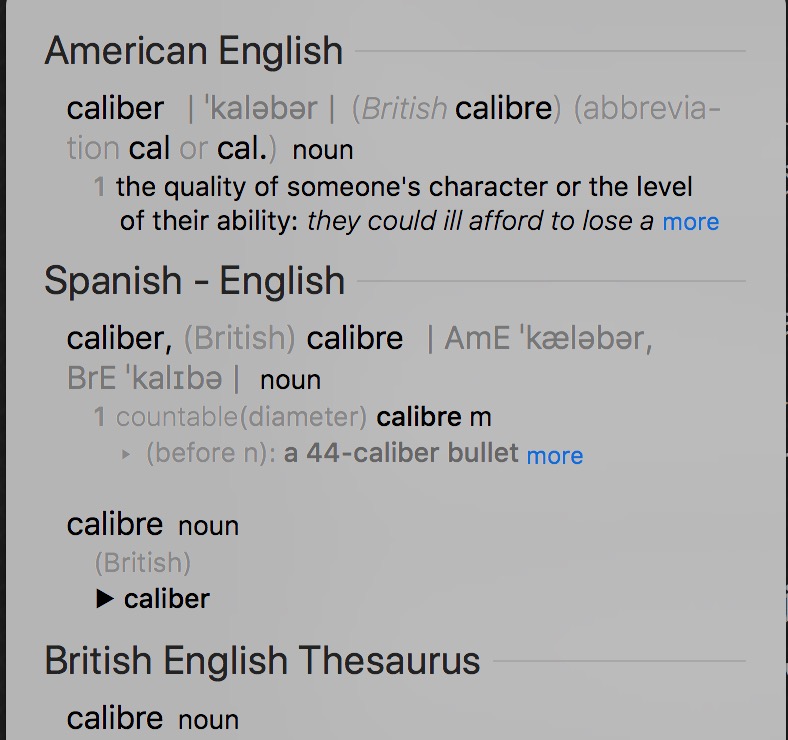 American English
caliber | ˈkaləbər | (British calibre) (abbrevia-
tion cal or cal.) noun
1 the quality of someone's character or the level
of their ability: they could ill afford to lose a more
Spanish - English
caliber, (British) calibre | AmE ˈkæləbər,
BrE ˈkalɪbə | noun
1 countable(diameter) calibre m
▸ (before n): a 44-caliber bullet more
calibre noun
(British)
▶ caliber
British English Thesaurus
calibre noun